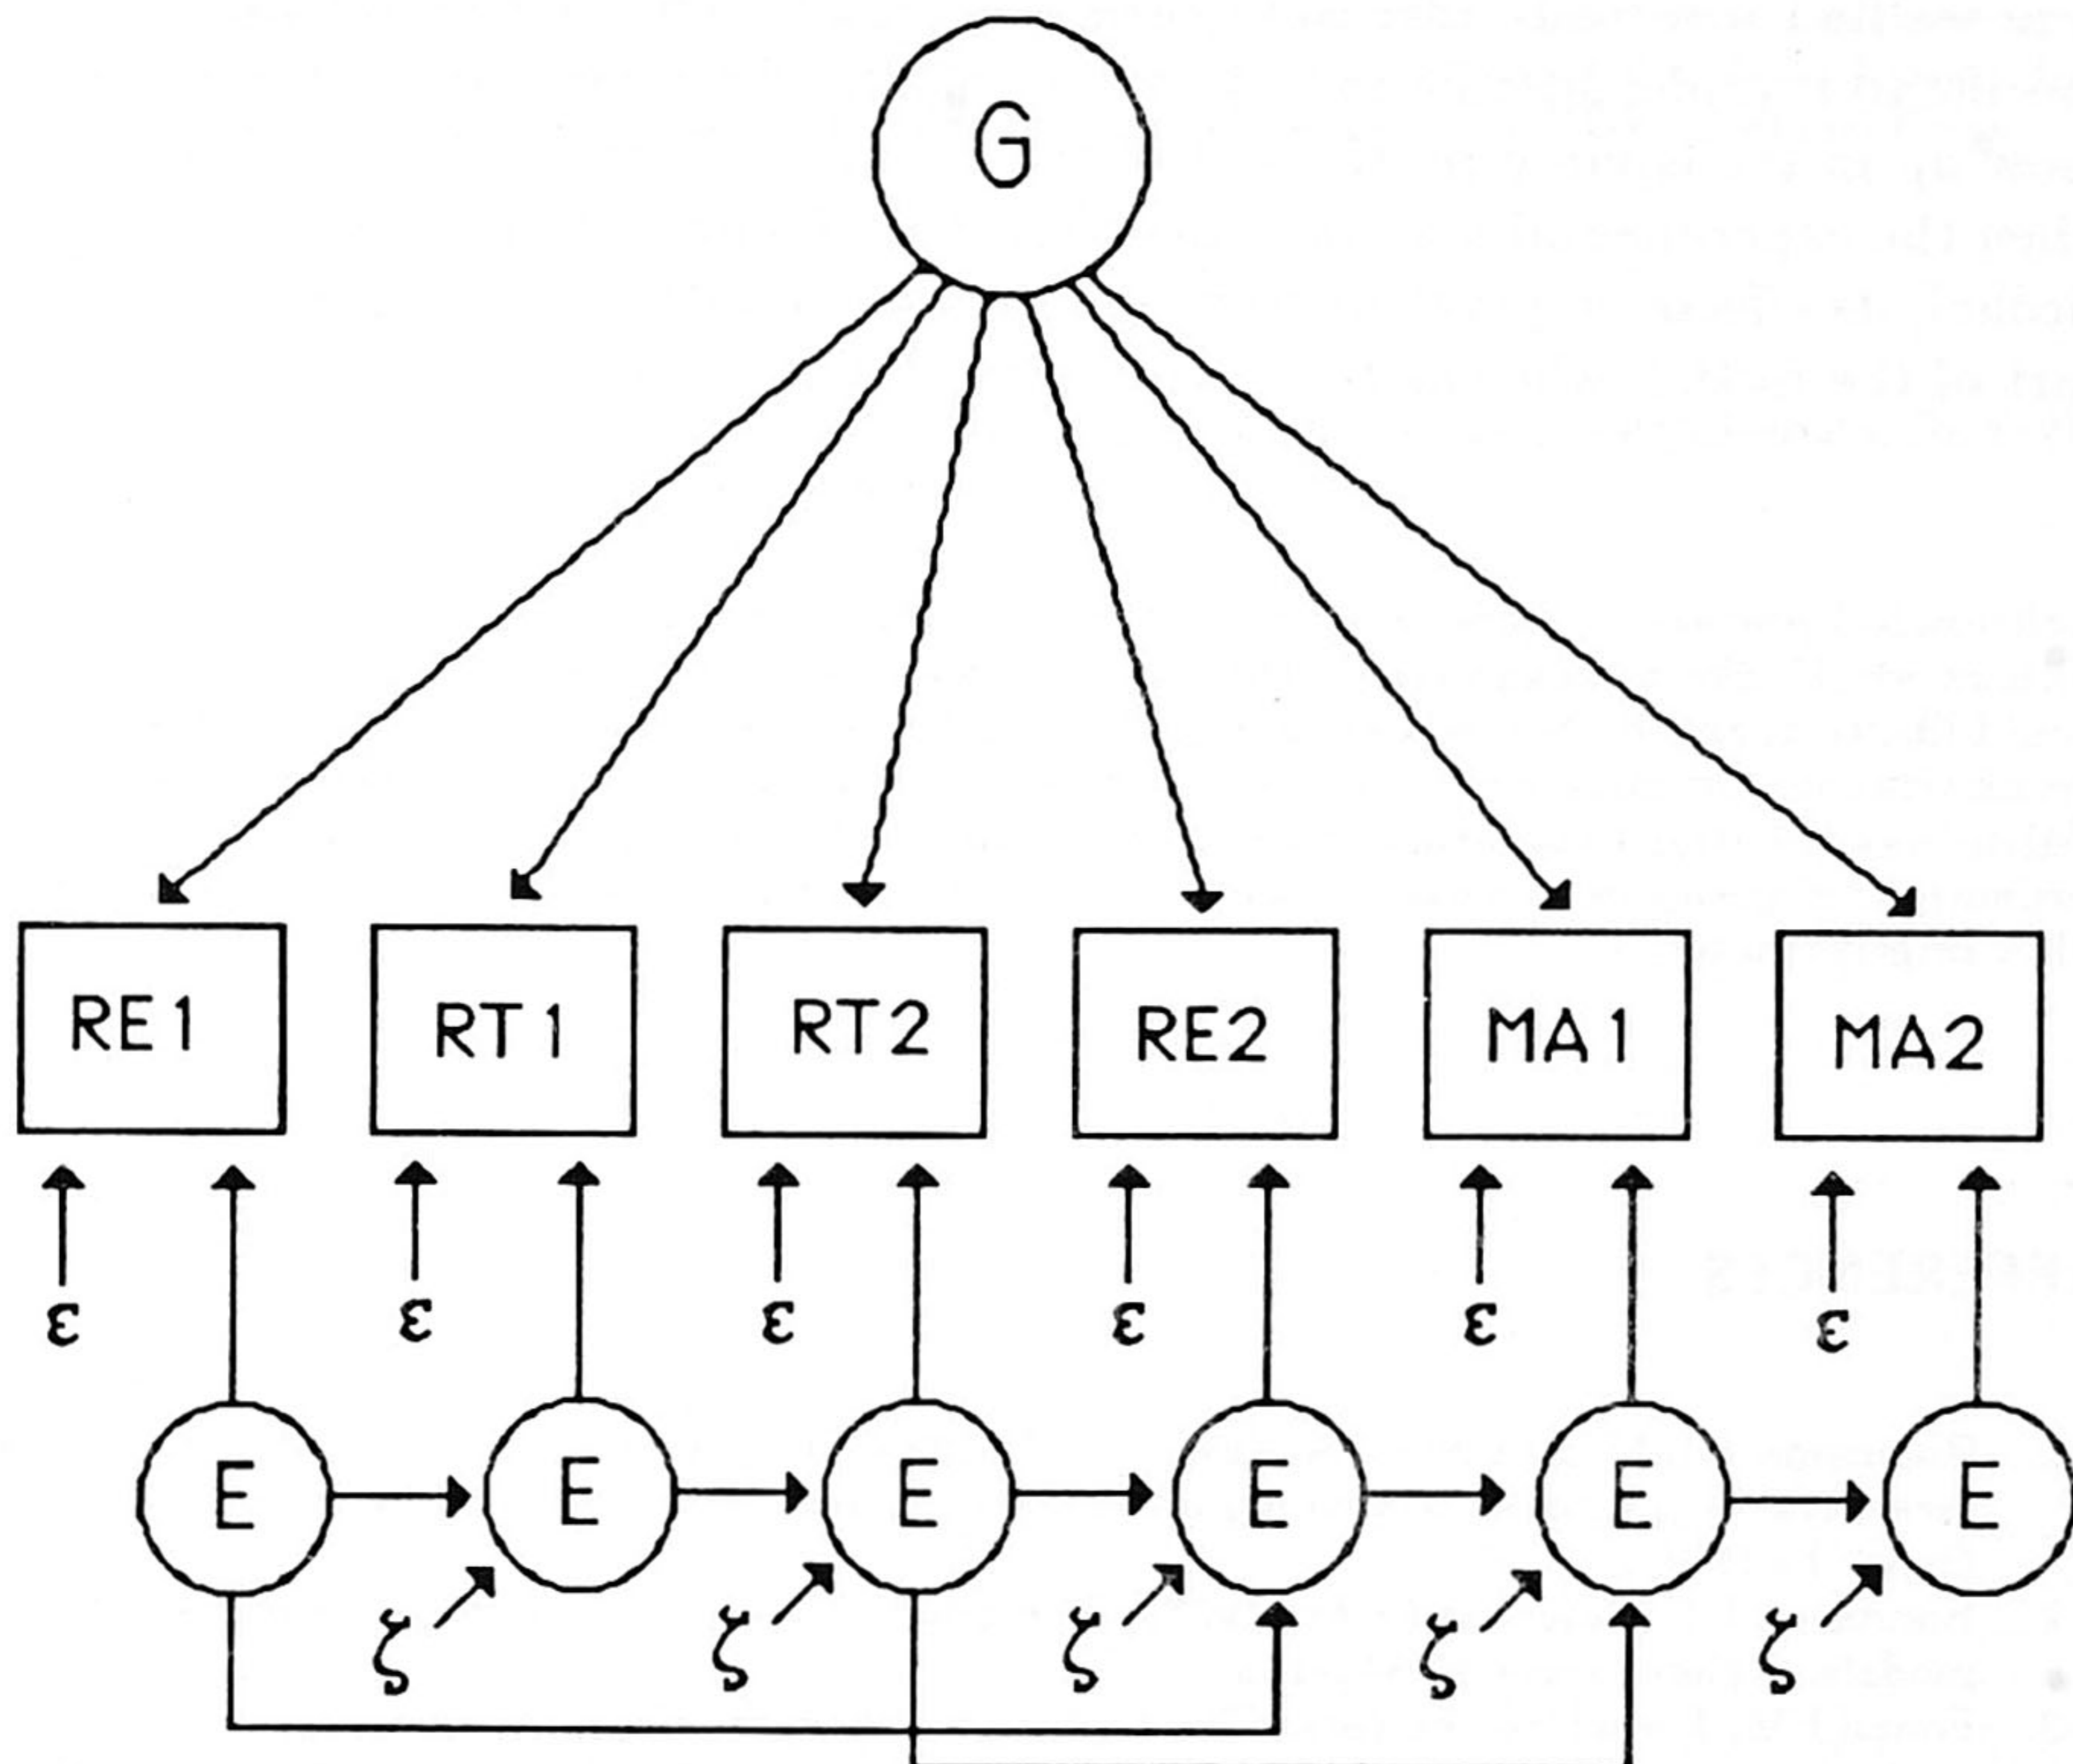 G
RE1 RT1 RT2 RE2 MA1 MA2
ε ε ε ε ε ε
E E E E E E
ζ ζ ζ ζ ζ